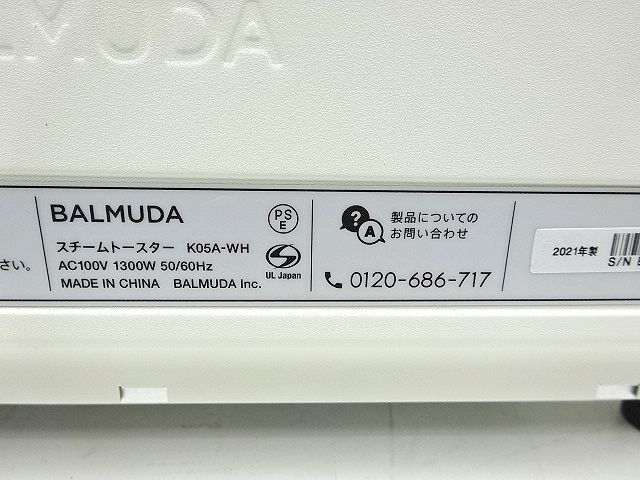 BALMUDA
さい。
BALMUDA
スチームトースター K05A-WH
AC100V 1300W 50/60Hz
MADE IN CHINA BALMUDA Inc.
PS
E
UL Japan
?
A
製品についての
お問い合わせ
0120-686-717
2021年製
S/N